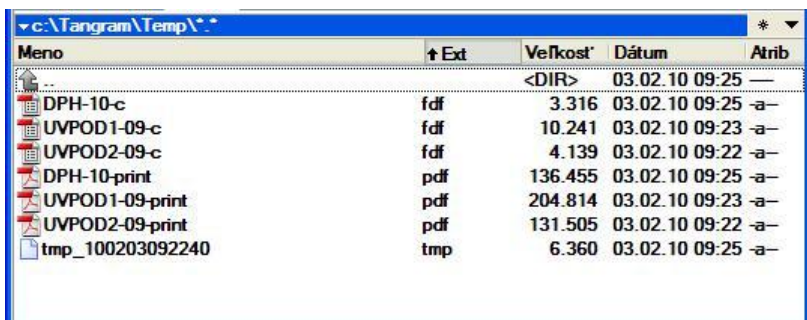 c:\Tangram\Temp\*.*
Meno Ext Veľkosť Dátum Atrib
.. <DIR> 03.02.10 09:25 —
DPH-10-c fdf 3.316 03.02.10 09:25 -a--
UVPOD1-09-c fdf 10.241 03.02.10 09:23 -a--
UVPOD2-09-c fdf 4.139 03.02.10 09:22 -a--
DPH-10-print pdf 136.455 03.02.10 09:25 -a--
UVPOD1-09-print pdf 204.814 03.02.10 09:23 -a--
UVPOD2-09-print pdf 131.505 03.02.10 09:22 -a--
tmp_100203092240 tmp 6.360 03.02.10 09:25 -a--